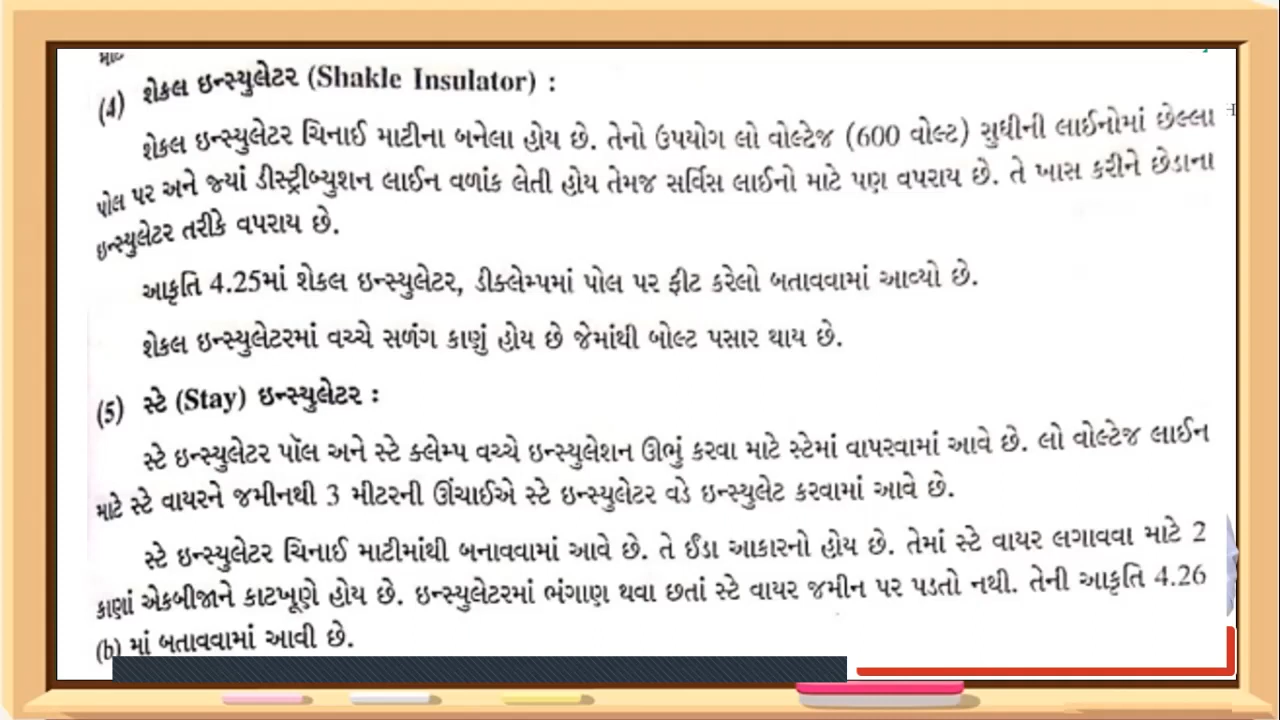 (4) શેકલ ઇન્સ્યુલેટર (Shakle Insulator) :
શેકલ ઇન્સ્યુલેટર ચિનાઈ માટીના બનેલા હોય છે. તેનો ઉપયોગ લો વોલ્ટેજ (600 વોલ્ટ) સુધીની લાઈનોમાં છેલ્લા
પોલ પર અને જ્યાં ડીસ્ટ્રીબ્યુશન લાઈન વળાંક લેતી હોય તેમજ સર્વિસ લાઈનો માટે પણ વપરાય છે. તે ખાસ કરીને છેડાના
ઇન્સ્યુલેટર તરીકે વપરાય છે.
આકૃતિ 4.25માં શેકલ ઇન્સ્યુલેટર, ડીક્લેમ્પમાં પોલ પર ફીટ કરેલો બતાવવામાં આવ્યો છે.
શેકલ ઇન્સ્યુલેટરમાં વચ્ચે સળંગ કાણું હોય છે જેમાંથી બોલ્ટ પસાર થાય છે.
(5) સ્ટે (Stay) ઇન્સ્યુલેટર :
સ્ટે ઇન્સ્યુલેટર પૉલ અને સ્ટે ક્લેમ્પ વચ્ચે ઇન્સ્યુલેશન ઊભું કરવા માટે સ્ટેમાં વાપરવામાં આવે છે. લો વોલ્ટેજ લાઈન
માટે સ્ટે વાયરને જમીનથી 3 મીટરની ઊંચાઈએ સ્ટે ઇન્સ્યુલેટર વડે ઇન્સ્યુલેટ કરવામાં આવે છે.
સ્ટે ઇન્સ્યુલેટર ચિનાઈ માટીમાંથી બનાવવામાં આવે છે. તે ઈંડા આકારનો હોય છે. તેમાં સ્ટે વાયર લગાવવા માટે 2
કાણાં એકબીજાને કાટખૂણે હોય છે. ઇન્સ્યુલેટરમાં ભંગાણ થવા છતાં સ્ટે વાયર જમીન પર પડતો નથી. તેની આકૃતિ 4.26
(b) માં બતાવવામાં આવી છે.